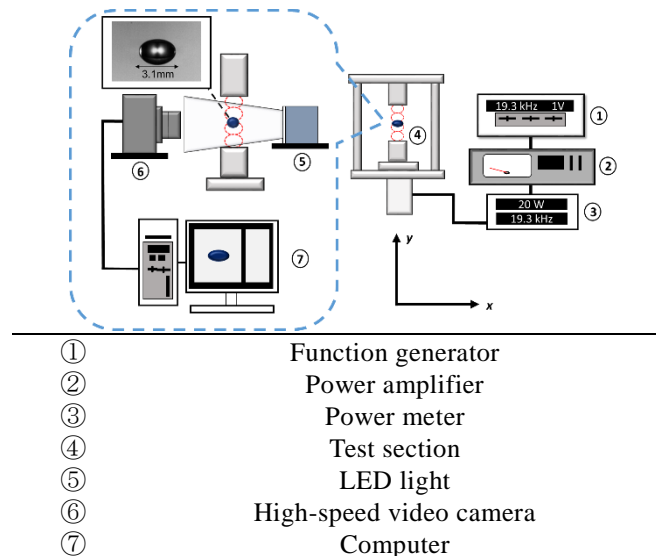 3.1mm
19.3 kHz 1V
①
②
20 W
19.3 kHz
③
④
⑤
⑥
⑦
y
x
① Function generator
② Power amplifier
③ Power meter
④ Test section
⑤ LED light
⑥ High-speed video camera
⑦ Computer